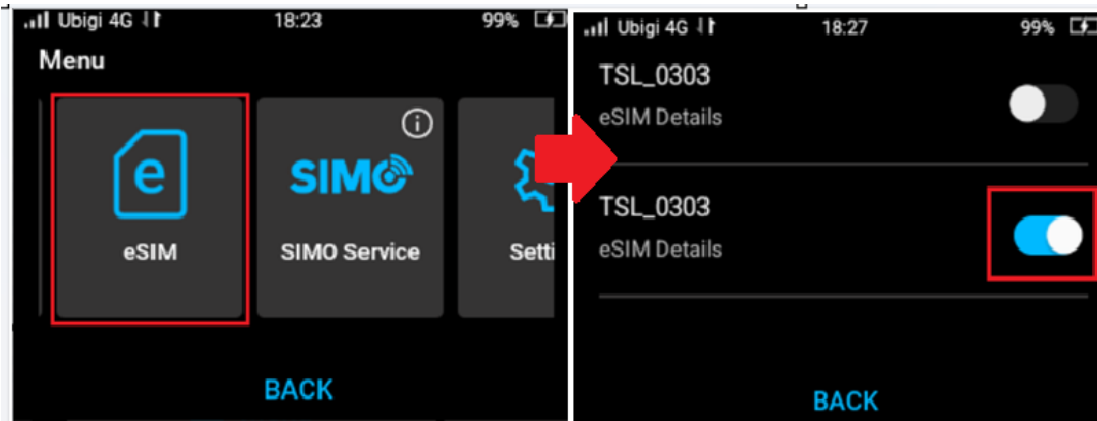 Ubigi 4G 18:23 99%
Menu
e
SIMO
eSIM SIMO Service Setti
BACK
Ubigi 4G 18:27 99%
TSL_0303
eSIM Details
TSL_0303
eSIM Details
BACK